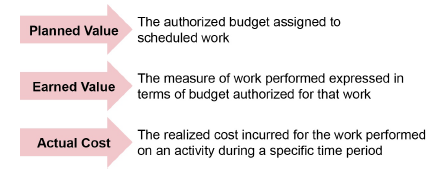 Planned Value
The authorized budget assigned to
scheduled work
Earned Value
The measure of work performed expressed in
terms of budget authorized for that work
Actual Cost
The realized cost incurred for the work performed
on an activity during a specific time period